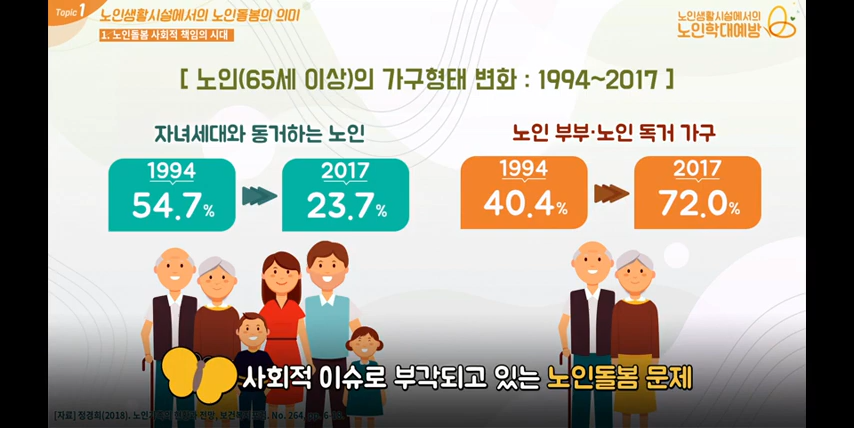 Topic 1
노인생활시설에서의 노인돌봄의 의미
1. 노인돌봄 사회적 책임의 시대
노인생활시설에서의
노인학대예방
[ 노인(65세 이상)의 가구형태 변화 : 1994~2017 ]
자녀세대와 동거하는 노인
1994
54.7%
2017
23.7%
노인 부부·노인 독거 가구
1994
40.4%
2017
72.0%
사회적 이슈로 부각되고 있는 노인돌봄 문제
[자료] 정경희(2018). No. 264,